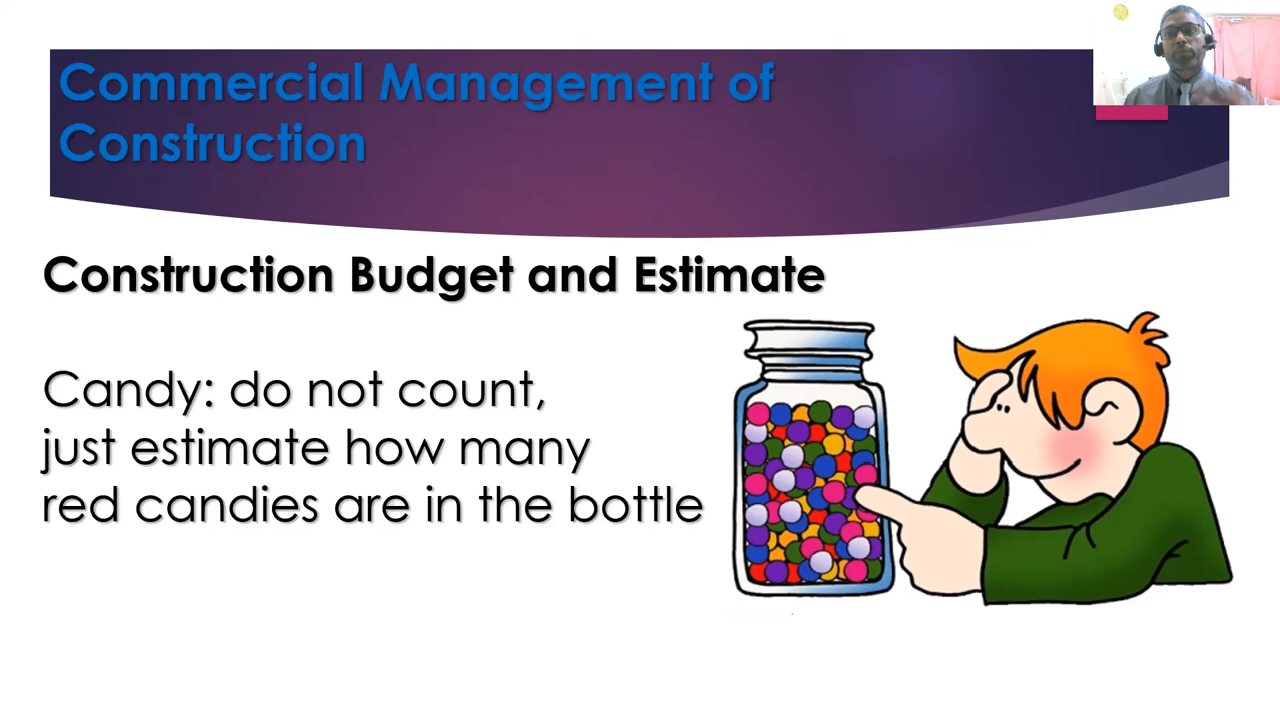 Commercial Management of
Construction
Construction Budget and Estimate
Candy: do not count,
just estimate how many
red candies are in the bottle